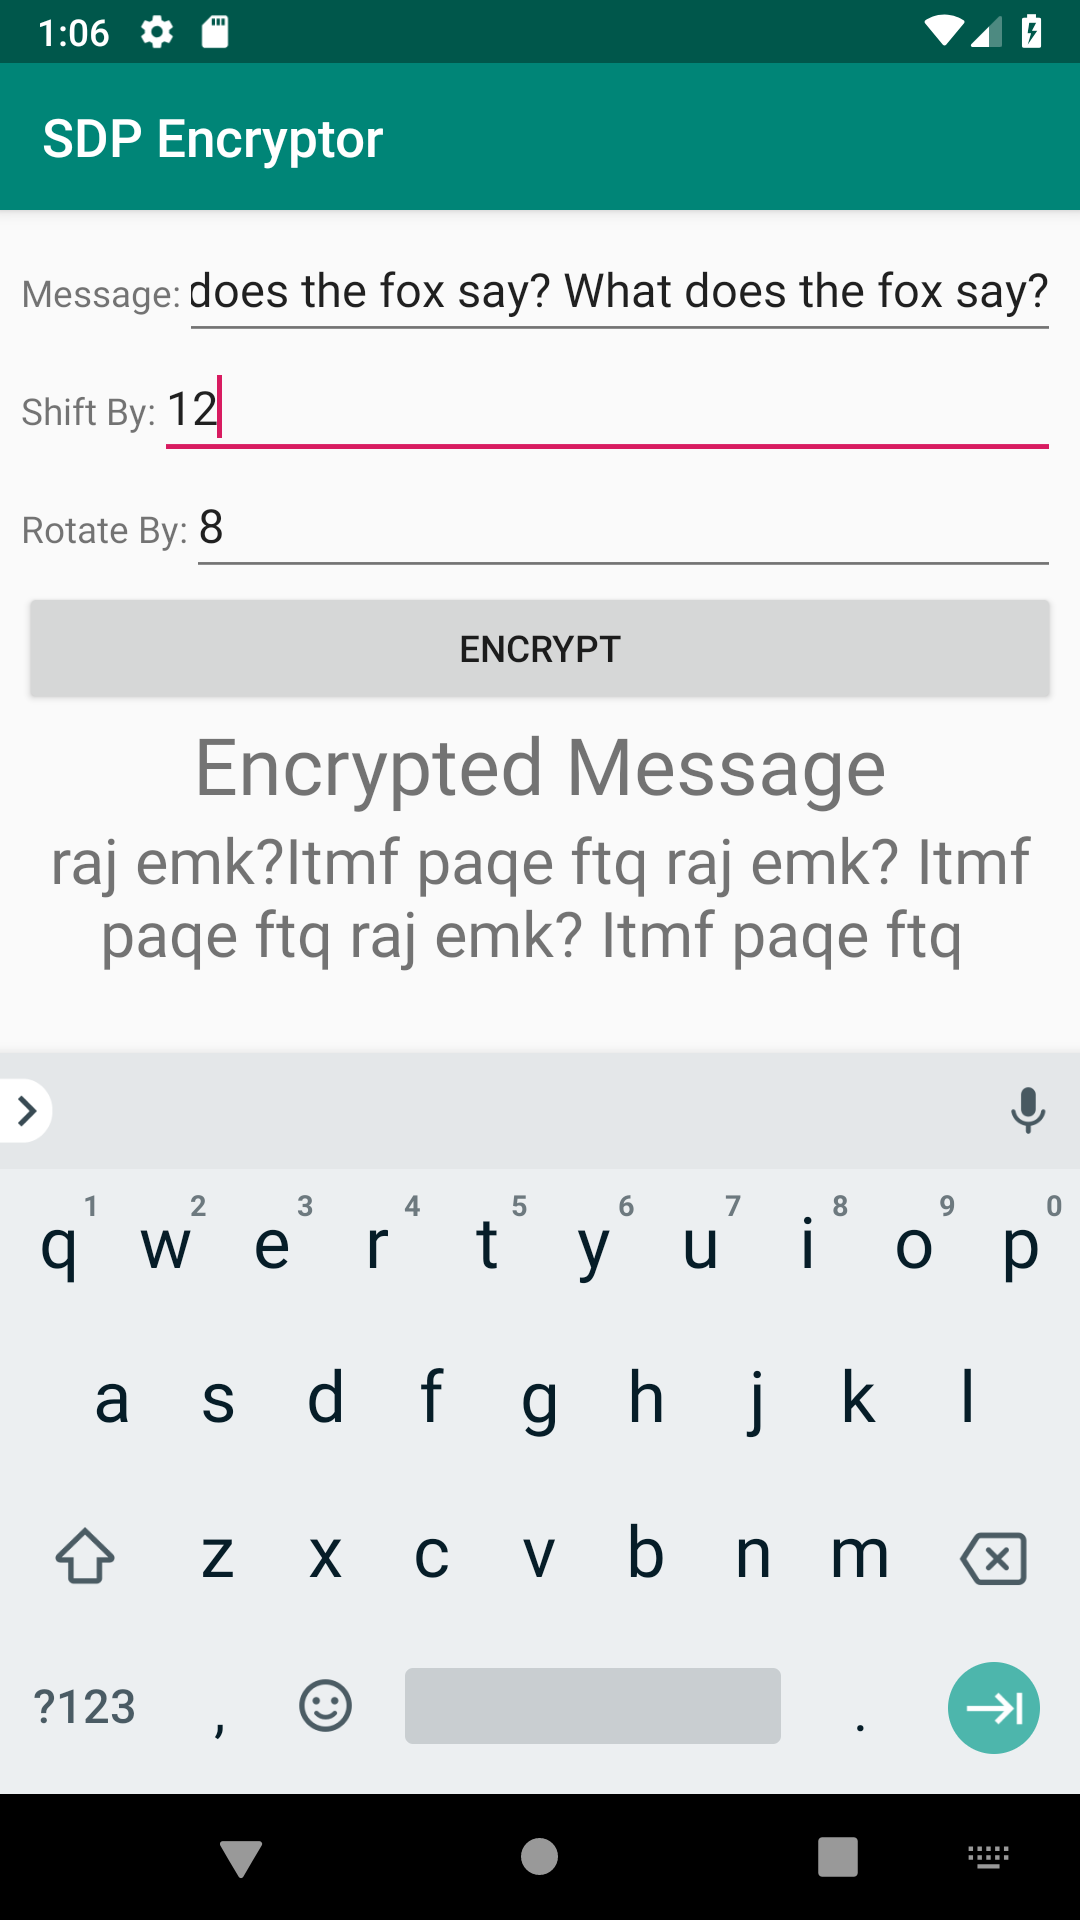 1:06
SDP Encryptor
Message: does the fox say? What does the fox say?
Shift By: 12
Rotate By: 8
ENCRYPT
Encrypted Message
raj emk?Itmf paqe ftq raj emk? Itmf
paqe ftq raj emk? Itmf paqe ftq
1 2 3 4 5 6 7 8 9 0
q w e r t y u i o p
a s d f g h j k l
z x c v b n m
?123 , .